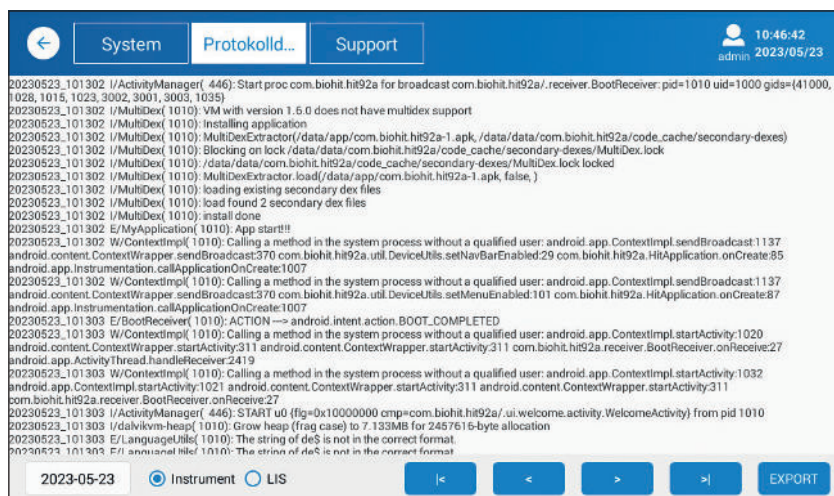 System
Protokolld...
Support
10:46:42
admin 2023/05/23
20230523_101302 I/ActivityManager( 446): Start proc com.biohit.hit92a for broadcast com.biohit.hit92a/.receiver.BootReceiver: pid=1010 uid=1000 gids={41000,
1028, 1015, 1023, 3002, 3001, 3003, 1035}
20230523_101302 I/MultiDex( 1010): VM with version 1.6.0 does not have multidex support
20230523_101302 I/MultiDex( 1010): Installing application
20230523_101302 I/MultiDex( 1010): MultiDexExtractor(/data/app/com.biohit.hit92a-1.apk, /data/data/com.biohit.hit92a/code_cache/secondary-dexes)
20230523_101302 I/MultiDex( 1010): Blocking on lock /data/data/com.biohit.hit92a/code_cache/secondary-dexes/MultiDex.lock
20230523_101302 I/MultiDex( 1010): /data/data/com.biohit.hit92a/code_cache/secondary-dexes/MultiDex.lock locked
20230523_101302 I/MultiDex( 1010): MultiDexExtractor.load(/data/app/com.biohit.hit92a-1.apk, false, )
20230523_101302 I/MultiDex( 1010): loading existing secondary dex files
20230523_101302 I/MultiDex( 1010): load found 2 secondary dex files
20230523_101302 I/MultiDex( 1010): install done
20230523_101302 E/MyApplication( 1010): App start!!!
20230523_101302 W/ContextImpl( 1010): Calling a method in the system process without a qualified user: android.app.ContextImpl.sendBroadcast:1137
android.content.ContextWrapper.sendBroadcast:370 com.biohit.hit92a.util.DeviceUtils.setNavBarEnabled:29 com.biohit.hit92a.HitApplication.onCreate:85
android.app.Instrumentation.callApplicationOnCreate:1007
20230523_101302 W/ContextImpl( 1010): Calling a method in the system process without a qualified user: android.app.ContextImpl.sendBroadcast:1137
android.content.ContextWrapper.sendBroadcast:370 com.biohit.hit92a.util.DeviceUtils.setMenuEnabled:101 com.biohit.hit92a.HitApplication.onCreate:87
android.app.Instrumentation.callApplicationOnCreate:1007
20230523_101303 E/BootReceiver( 1010): ACTION ---> android.intent.action.BOOT_COMPLETED
20230523_101303 W/ContextImpl( 1010): Calling a method in the system process without a qualified user: android.app.ContextImpl.startActivity:1020
android.content.ContextWrapper.startActivity:311 android.content.ContextWrapper.startActivity:311 com.biohit.hit92a.receiver.BootReceiver.onReceive:27
android.app.ActivityThread.handleReceiver:2419
20230523_101303 W/ContextImpl( 1010): Calling a method in the system process without a qualified user: android.app.ContextImpl.startActivity:1032
android.app.ContextImpl.startActivity:1021 android.content.ContextWrapper.startActivity:311 android.content.ContextWrapper.startActivity:311
com.biohit.hit92a.receiver.BootReceiver.onReceive:27
20230523_101303 I/ActivityManager( 446): START u0 {flg=0x10000000 cmp=com.biohit.hit92a/.ui.welcome.activity.WelcomeActivity} from pid 1010
20230523_101303 I/dalvikvm-heap( 1010): Grow heap (frag case) to 7.133MB for 2457616-byte allocation
20230523_101303 E/LanguageUtils( 1010): The string of de$ is not in the correct format.
20230523_101303 E/LanguageUtils( 1010): The string of de$ is not in the correct format.
2023-05-23
Instrument
LIS
|<
<
>
>|
EXPORT